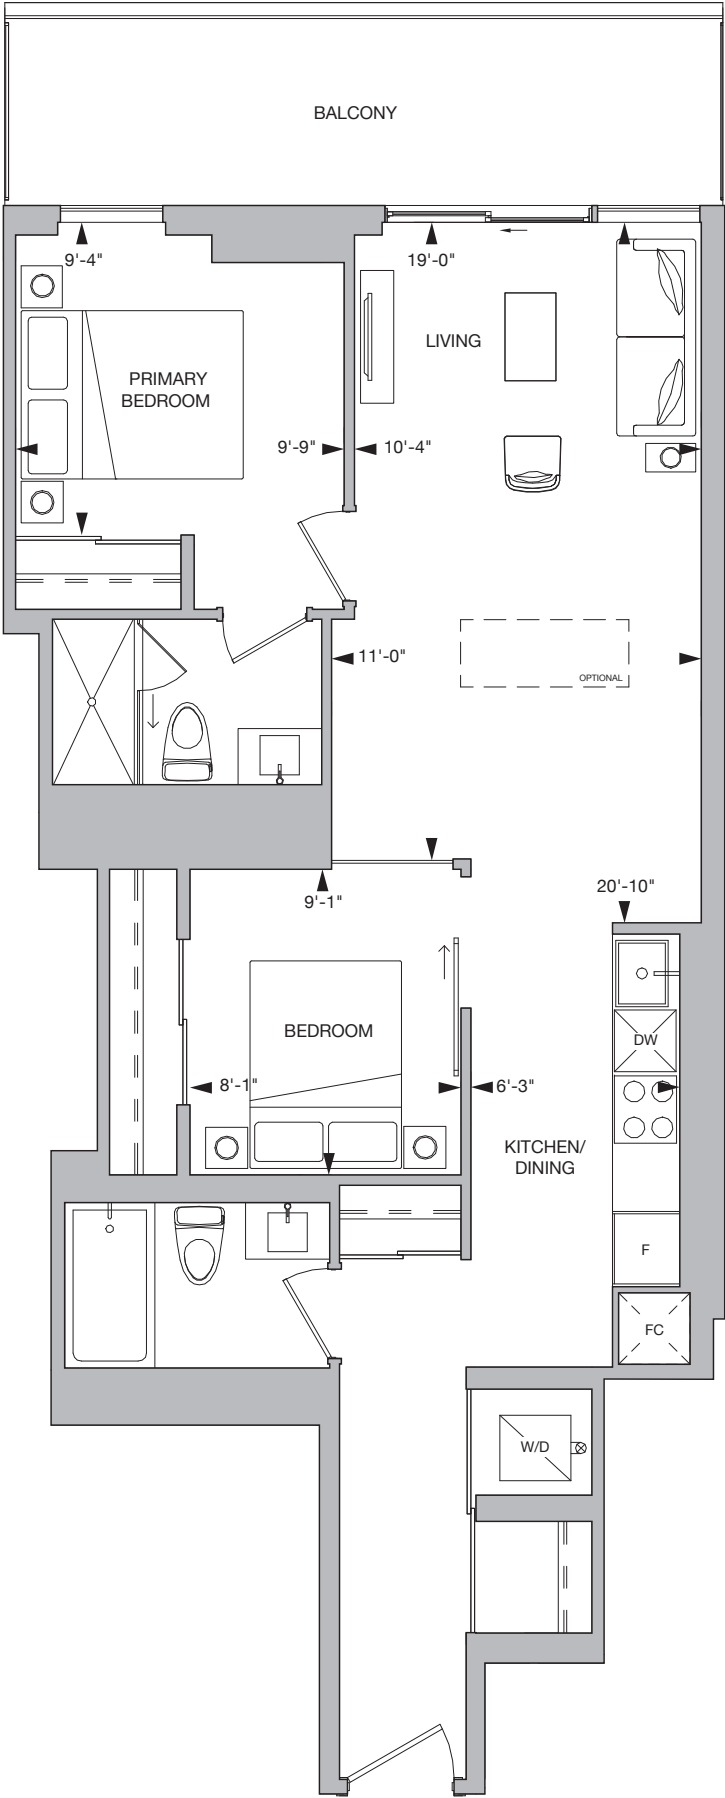 BALCONY
9'-4"
19'-0"
LIVING
PRIMARY
BEDROOM
9'-9"
10'-4"
11'-0"
OPTIONAL
20'-10"
9'-1"
BEDROOM
DW
8'-1"
6'-3"
KITCHEN/
DINING
F
FC
W/D